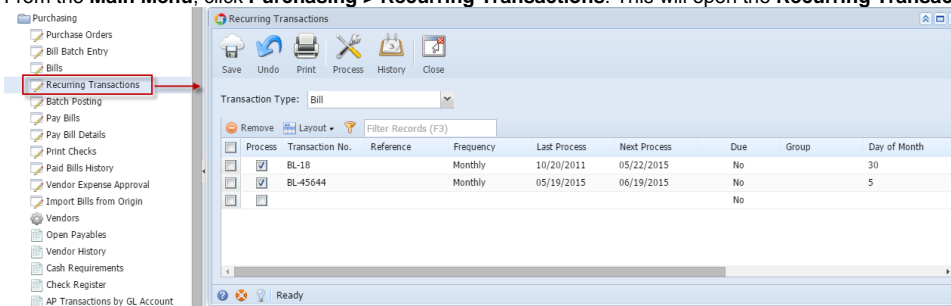 From the Main Menu, click Purchasing > Recurring Transactions. This will open the Recurring Transac
Purchasing
Purchase Orders
Bill Batch Entry
Bills
Recurring Transactions
Batch Posting
Pay Bills
Pay Bill Details
Print Checks
Paid Bills History
Vendor Expense Approval
Import Bills from Origin
Vendors
Open Payables
Vendor History
Cash Requirements
Check Register
AP Transactions by GL Account
Recurring Transactions
Save Undo Print Process History Close
Transaction Type: Bill
Remove Layout Filter Records (F3)
Process Transaction No. Reference Frequency Last Process Next Process Due Group Day of Month
BL-18 Monthly 10/20/2011 05/22/2015 No 30
BL-45644 Monthly 05/19/2015 06/19/2015 No 5
No
Ready